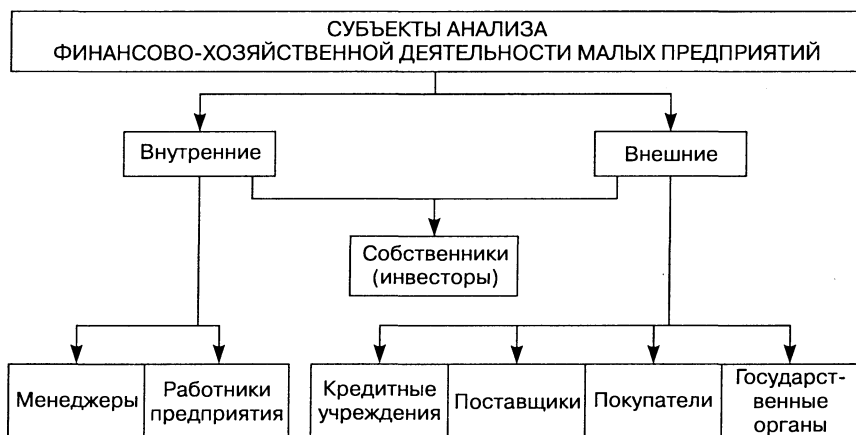 СУБЪЕКТЫ АНАЛИЗА
ФИНАНСОВО-ХОЗЯЙСТВЕННОЙ ДЕЯТЕЛЬНОСТИ МАЛЫХ ПРЕДПРИЯТИЙ
Внутренние
Внешние
Собственники
(инвесторы)
Менеджеры
Работники
предприятия
Кредитные
учреждения
Поставщики
Покупатели
Государст-
венные
органы